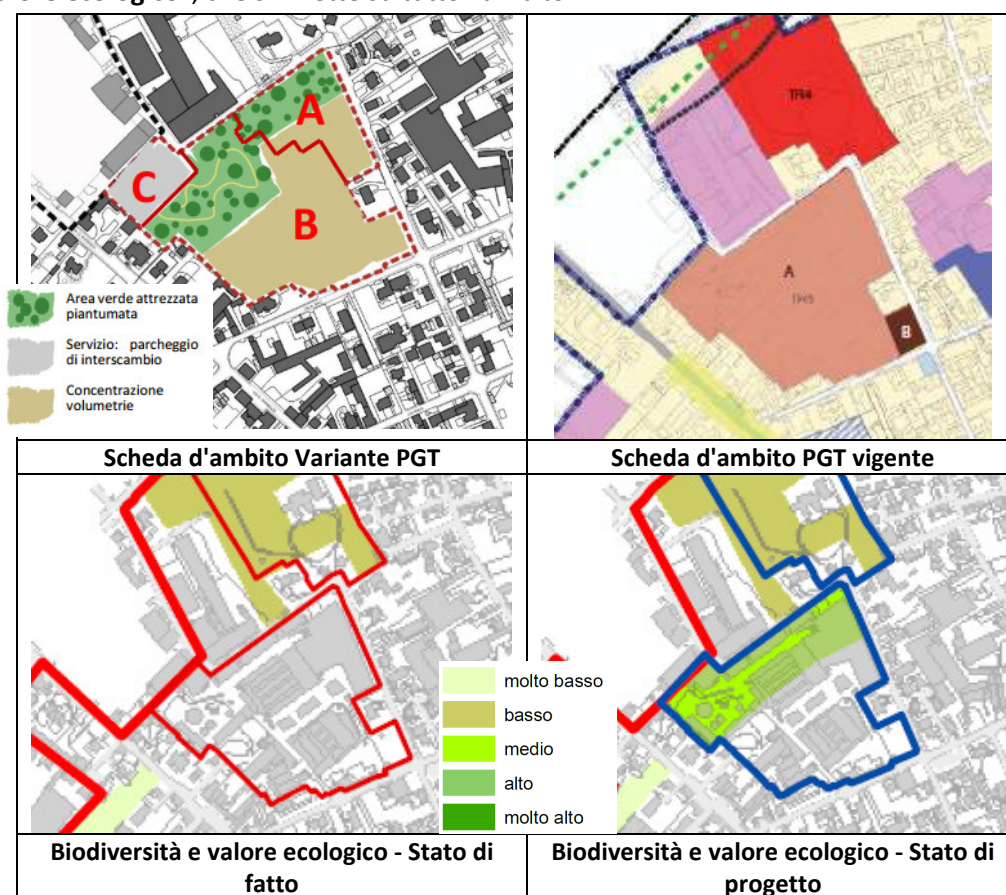 A
C
B
Area verde attrezzata
piantumata
Servizio: parcheggio
di interscambio
Concentrazione
volumetrie
TR4
A
TR5
B
Scheda d'ambito Variante PGT
Scheda d'ambito PGT vigente
molto basso
basso
medio
alto
molto alto
Biodiversità e valore ecologico - Stato di
fatto
Biodiversità e valore ecologico - Stato di
progetto